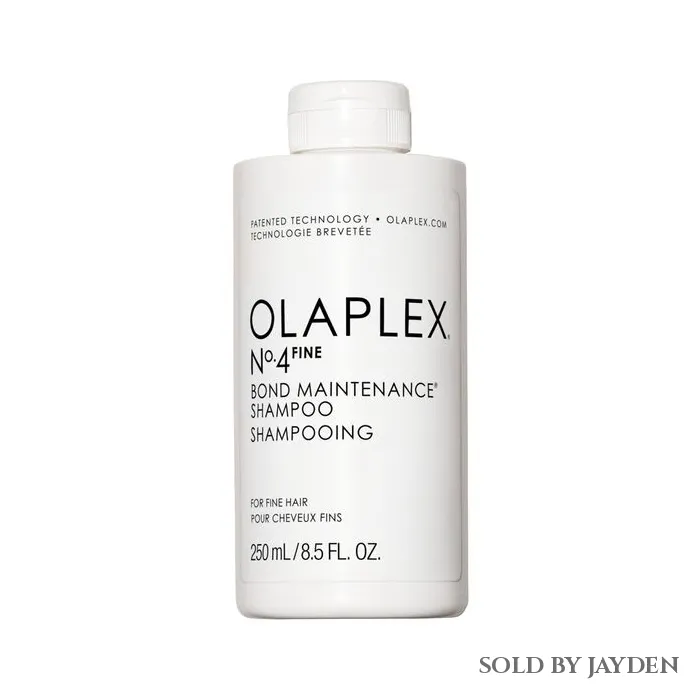 PATENTED TECHNOLOGY • OLAPLEX.COM
TECHNOLOGIE BREVETÉE
OLAPLEX®
Nº.4FINE
BOND MAINTENANCE®
SHAMPOO
SHAMPOOING
FOR FINE HAIR
POUR CHEVEUX FINS
250 mL/8.5 FL. OZ.
SOLD BY JAYDEN